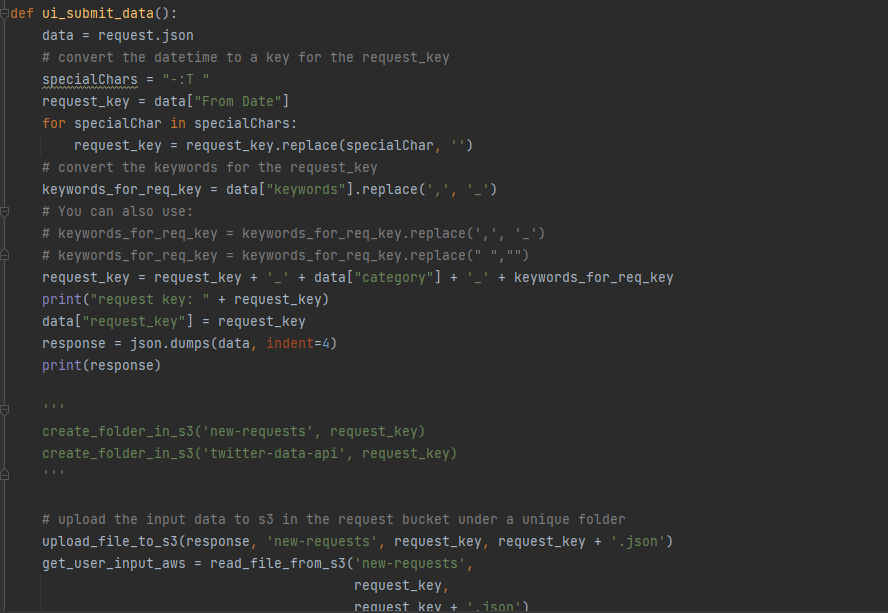 def ui_submit_data():
    data = request.json
    # convert the datetime to a key for the request_key
    specialChars = "-:T "
    request_key = data["From Date"]
    for specialChar in specialChars:
        request_key = request_key.replace(specialChar, '')
    # convert the keywords for the request_key
    keywords_for_req_key = data["keywords"].replace(',', '_')
    # You can also use:
    # keywords_for_req_key = keywords_for_req_key.replace(',', '_')
    # keywords_for_req_key = keywords_for_req_key.replace(" ","")
    request_key = request_key + '_' + data["category"] + '_' + keywords_for_req_key
    print("request key: " + request_key)
    data["request_key"] = request_key
    response = json.dumps(data, indent=4)
    print(response)

    '''
    create_folder_in_s3('new-requests', request_key)
    create_folder_in_s3('twitter-data-api', request_key)
    '''

    # upload the input data to s3 in the request bucket under a unique folder
    upload_file_to_s3(response, 'new-requests', request_key, request_key + '.json')
    get_user_input_aws = read_file_from_s3('new-requests',
                                           request_key,
                                           request_key + '.json')